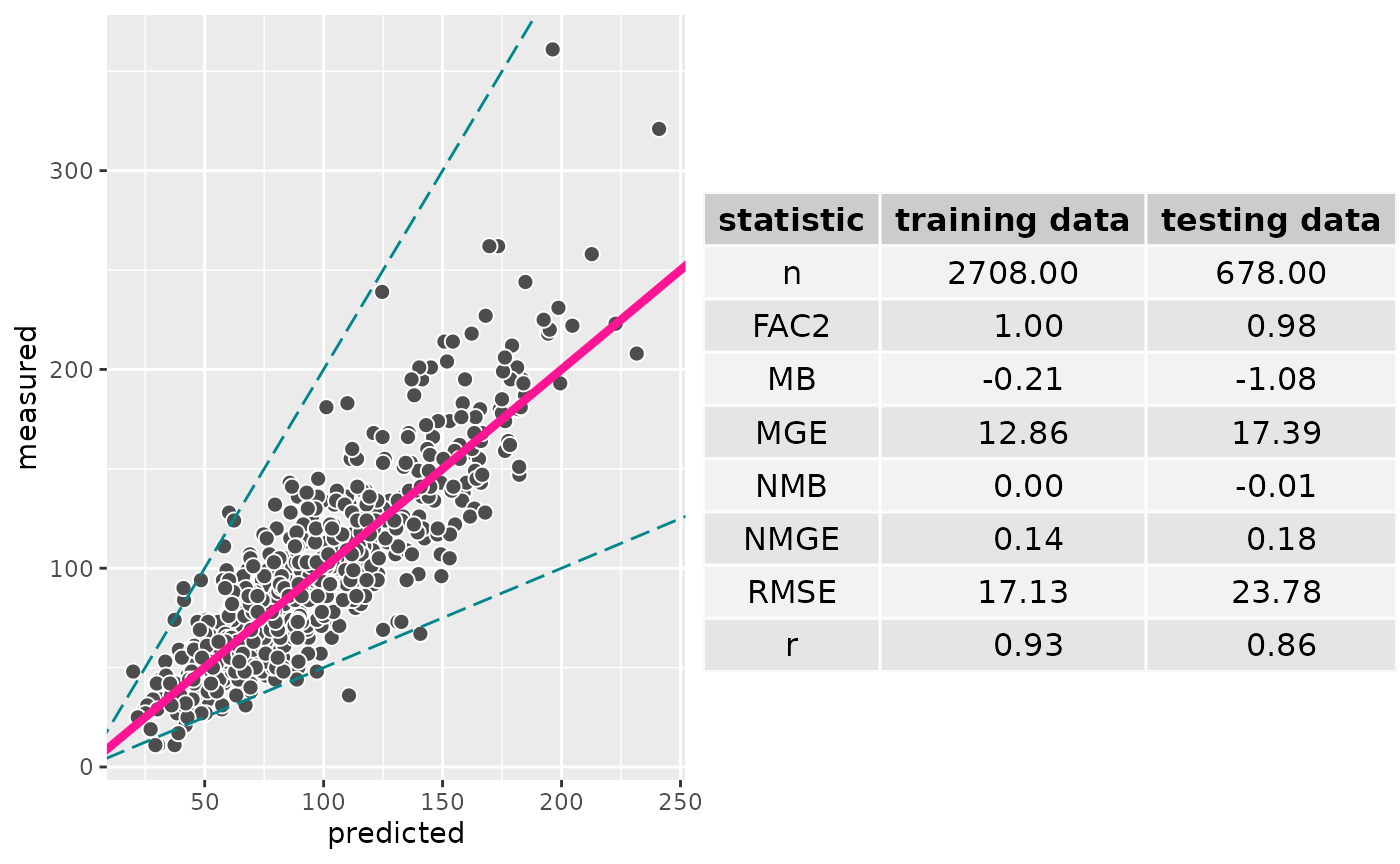 300
200
100
0
measured
50 100 150 200 250
predicted
statistic training data testing data
n 2708.00 678.00
FAC2 1.00 0.98
MB -0.21 -1.08
MGE 12.86 17.39
NMB 0.00 -0.01
NMGE 0.14 0.18
RMSE 17.13 23.78
r 0.93 0.86